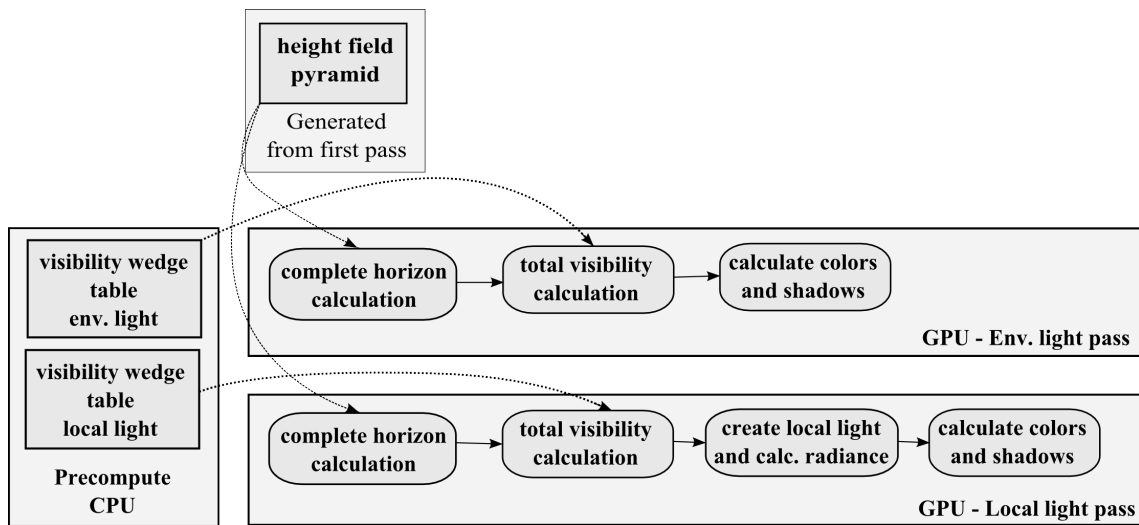 height field
pyramid
Generated
from first pass
visibility wedge
table
env. light
visibility wedge
table
local light
Precompute
CPU
complete horizon
calculation
total visibility
calculation
calculate colors
and shadows
GPU - Env. light pass
complete horizon
calculation
total visibility
calculation
create local light
and calc. radiance
calculate colors
and shadows
GPU - Local light pass